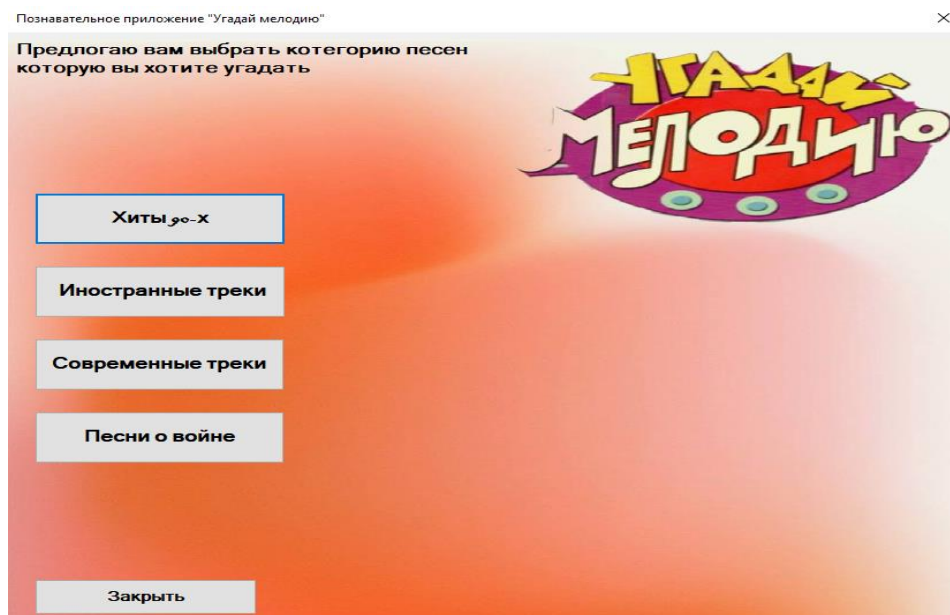 Познавательное приложение "Угадай мелодию"
Предлогаю вам выбрать котегорию песен
которую вы хотите угадать
УГАДАЙ
МЕЛОДИЮ
Хиты 90-х
Иностранные треки
Современные треки
Песни о войне
Закрыть